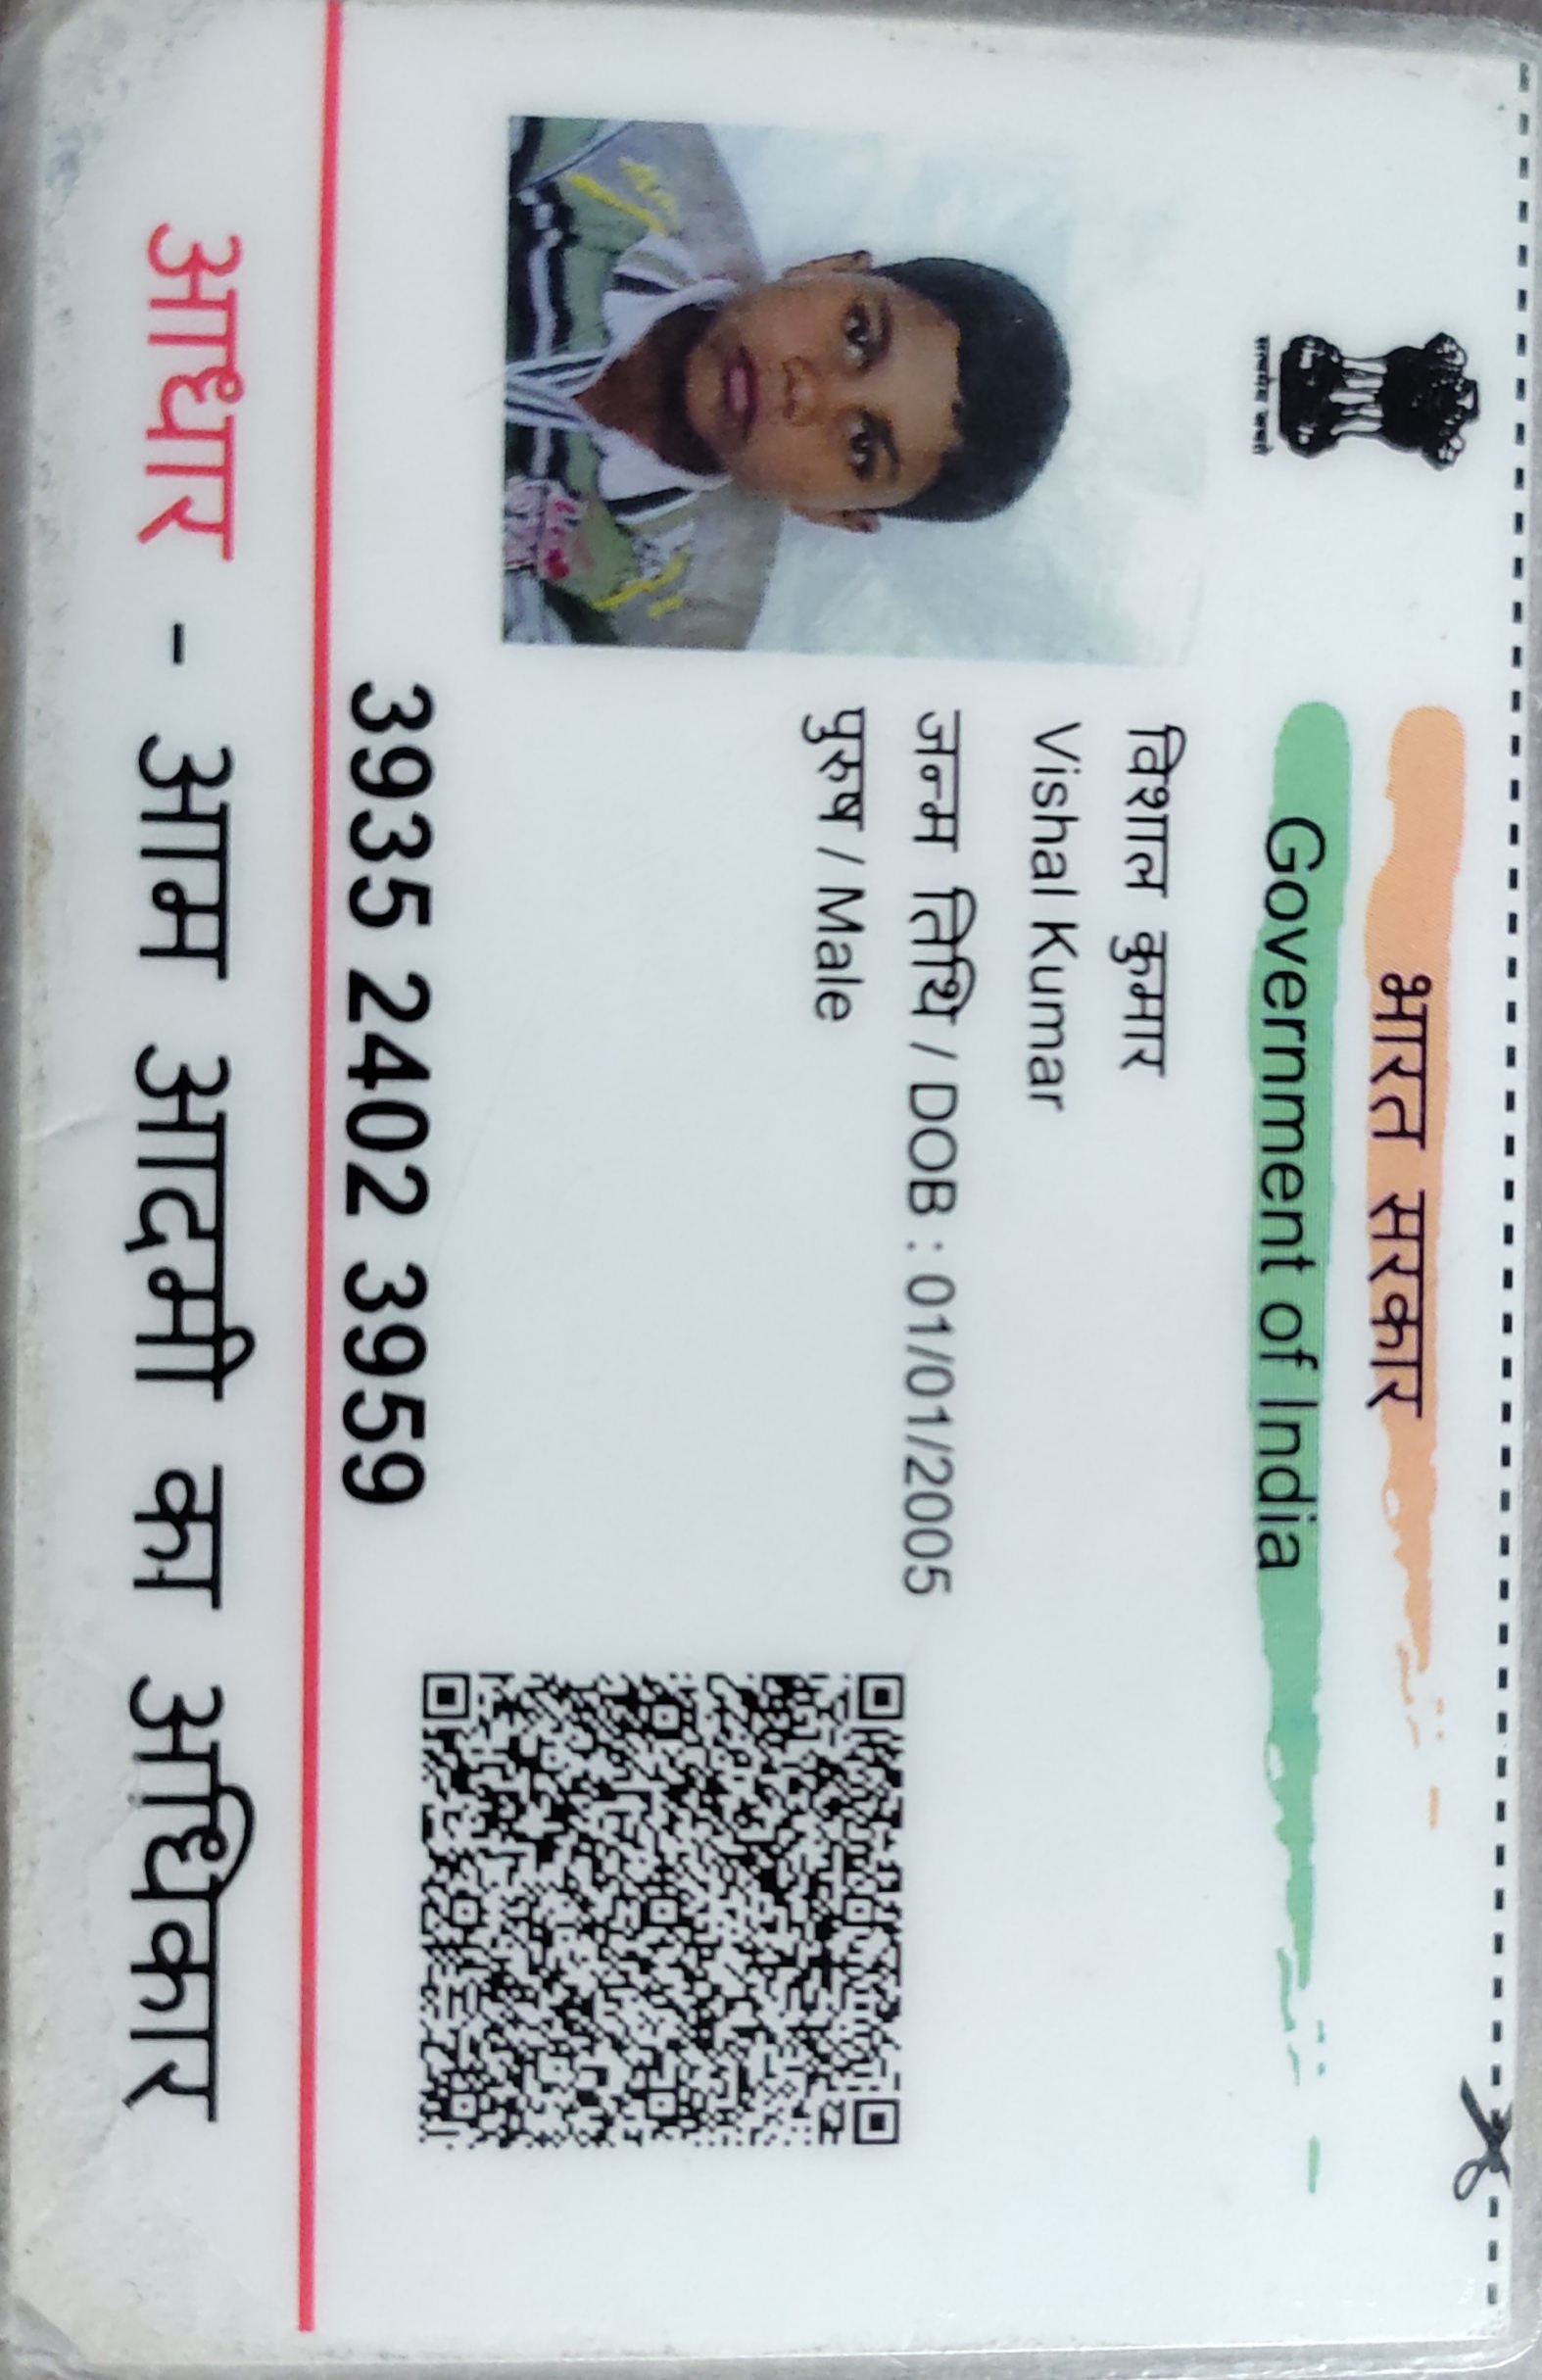 भारत सरकार
Government of India
सत्यमेव जयते
विशाल कुमार
Vishal Kumar
जन्म तिथि / DOB : 01/01/2005
पुरुष / Male
3935 2402 3959
आधार - आम आदमी का अधिकार